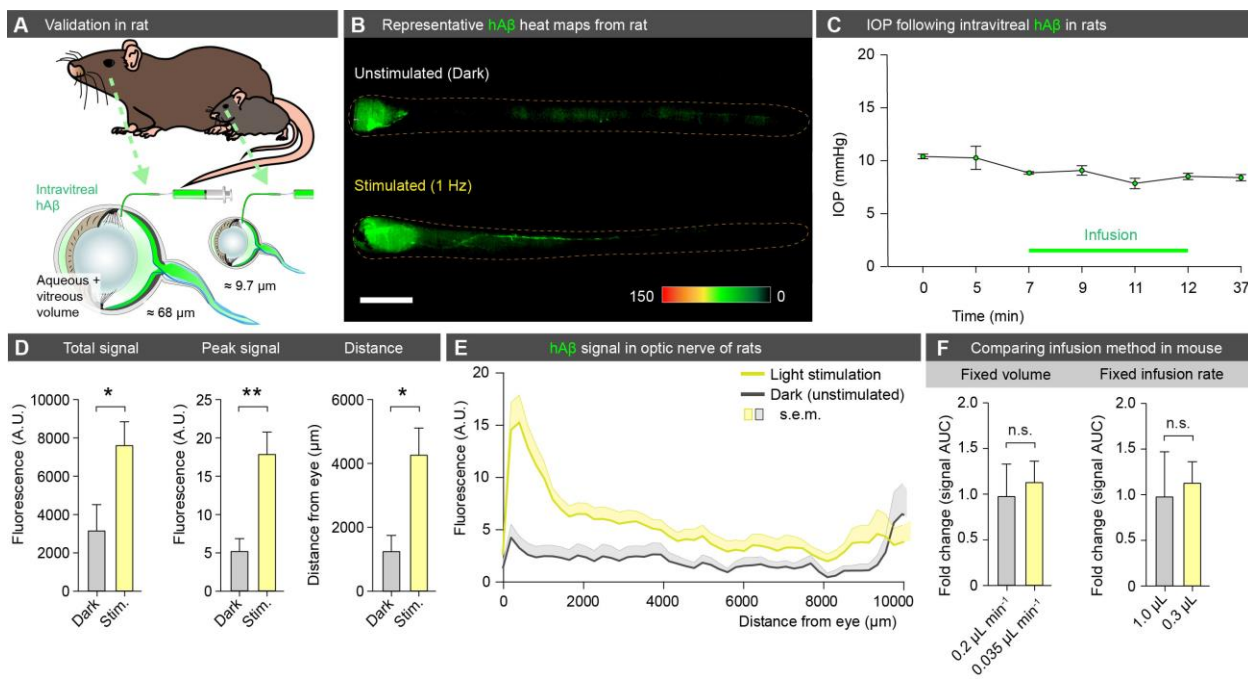 A Validation in rat
Intravitreal
hAβ
Aqueous +
vitreous
volume
≈ 68 µm
≈ 9.7 µm
B Representative hAβ heat maps from rat
Unstimulated (Dark)
Stimulated (1 Hz)
150
0
C IOP following intravitreal hAβ in rats
IOP (mmHg)
20
15
10
5
0
Infusion
0 5 7 9 11 12 37
Time (min)
D Total signal Peak signal Distance
Fluorescence (A.U.)
10000
8000
6000
4000
2000
0
*
Dark
Stim.
Fluorescence (A.U.)
25
20
15
10
5
0
**
Dark
Stim.
Distance from eye (µm)
6000
4000
2000
0
*
Dark
Stim.
E hAβ signal in optic nerve of rats
Fluorescence (A.U.)
20
15
10
5
0
Light stimulation
Dark (unstimulated)
s.e.m.
0 2000 4000 6000 8000 10000
Distance from eye (µm)
F Comparing infusion method in mouse
Fixed volume
Fold change (signal AUC)
2.0
1.5
1.0
0.5
0.0
n.s.
0.2 µL min⁻¹
0.035 µL min⁻¹
Fixed infusion rate
Fold change (signal AUC)
2.0
1.5
1.0
0.5
0.0
n.s.
1.0 µL
0.3 µL